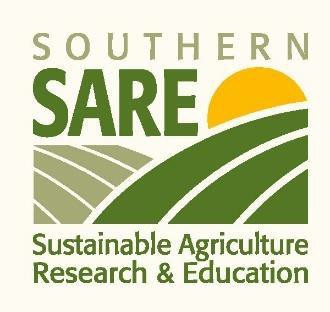 SOUTHERN
SARE
Sustainable Agriculture
Research & Education